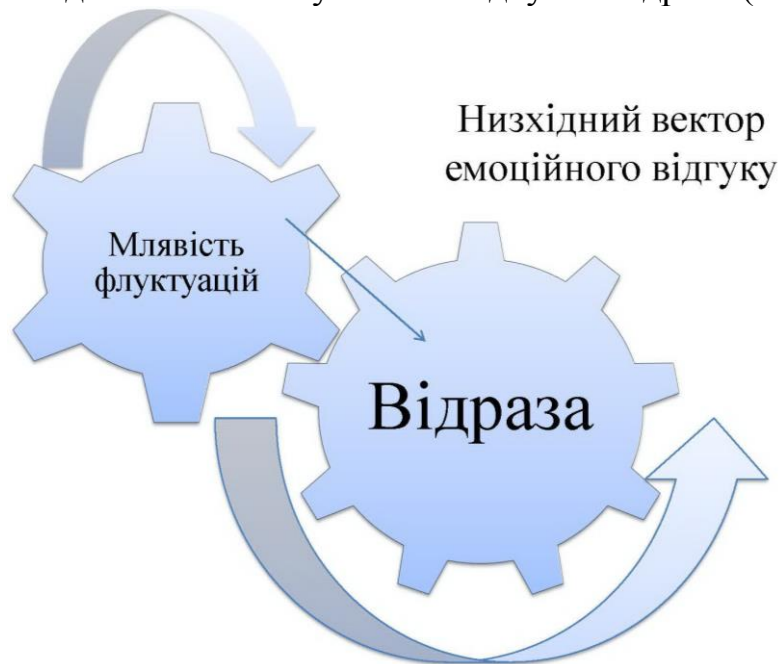 Низхідний вектор
емоційного відгуку
Млявість
флуктуацій
Відраза